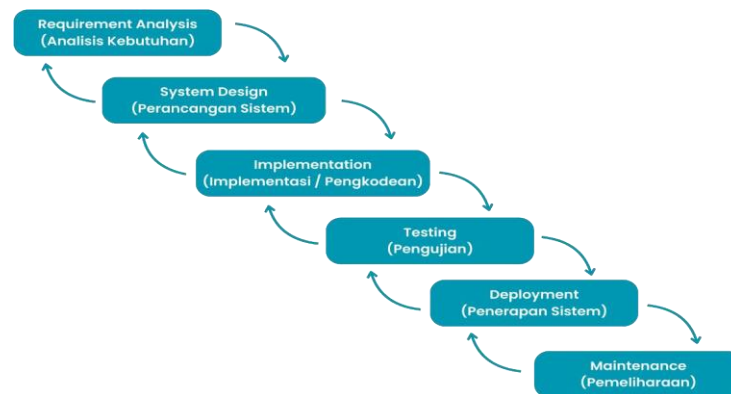 Requirement Analysis
(Analisis Kebutuhan)
System Design
(Perancangan Sistem)
Implementation
(Implementasi / Pengkodean)
Testing
(Pengujian)
Deployment
(Penerapan Sistem)
Maintenance
(Pemeliharaan)